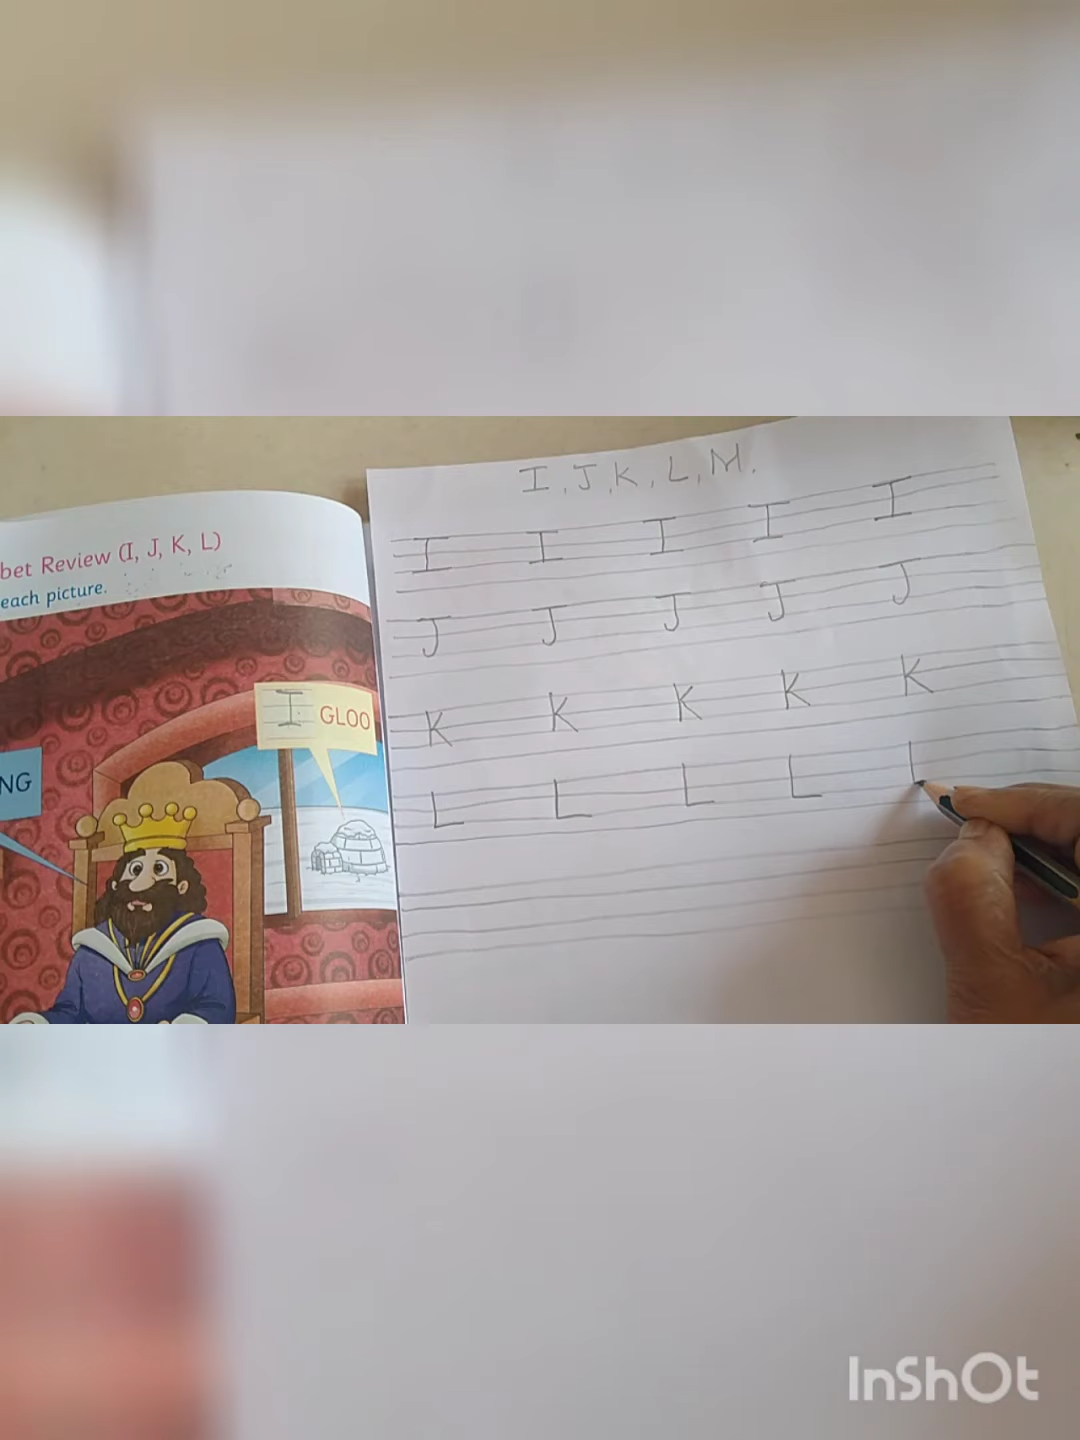 bet Review (I, J, K, L)
each picture.
I GLOO
NG
I, J, K, L, M.
I I I I I
J J J J J
K K K K K
L L L L
InShOt